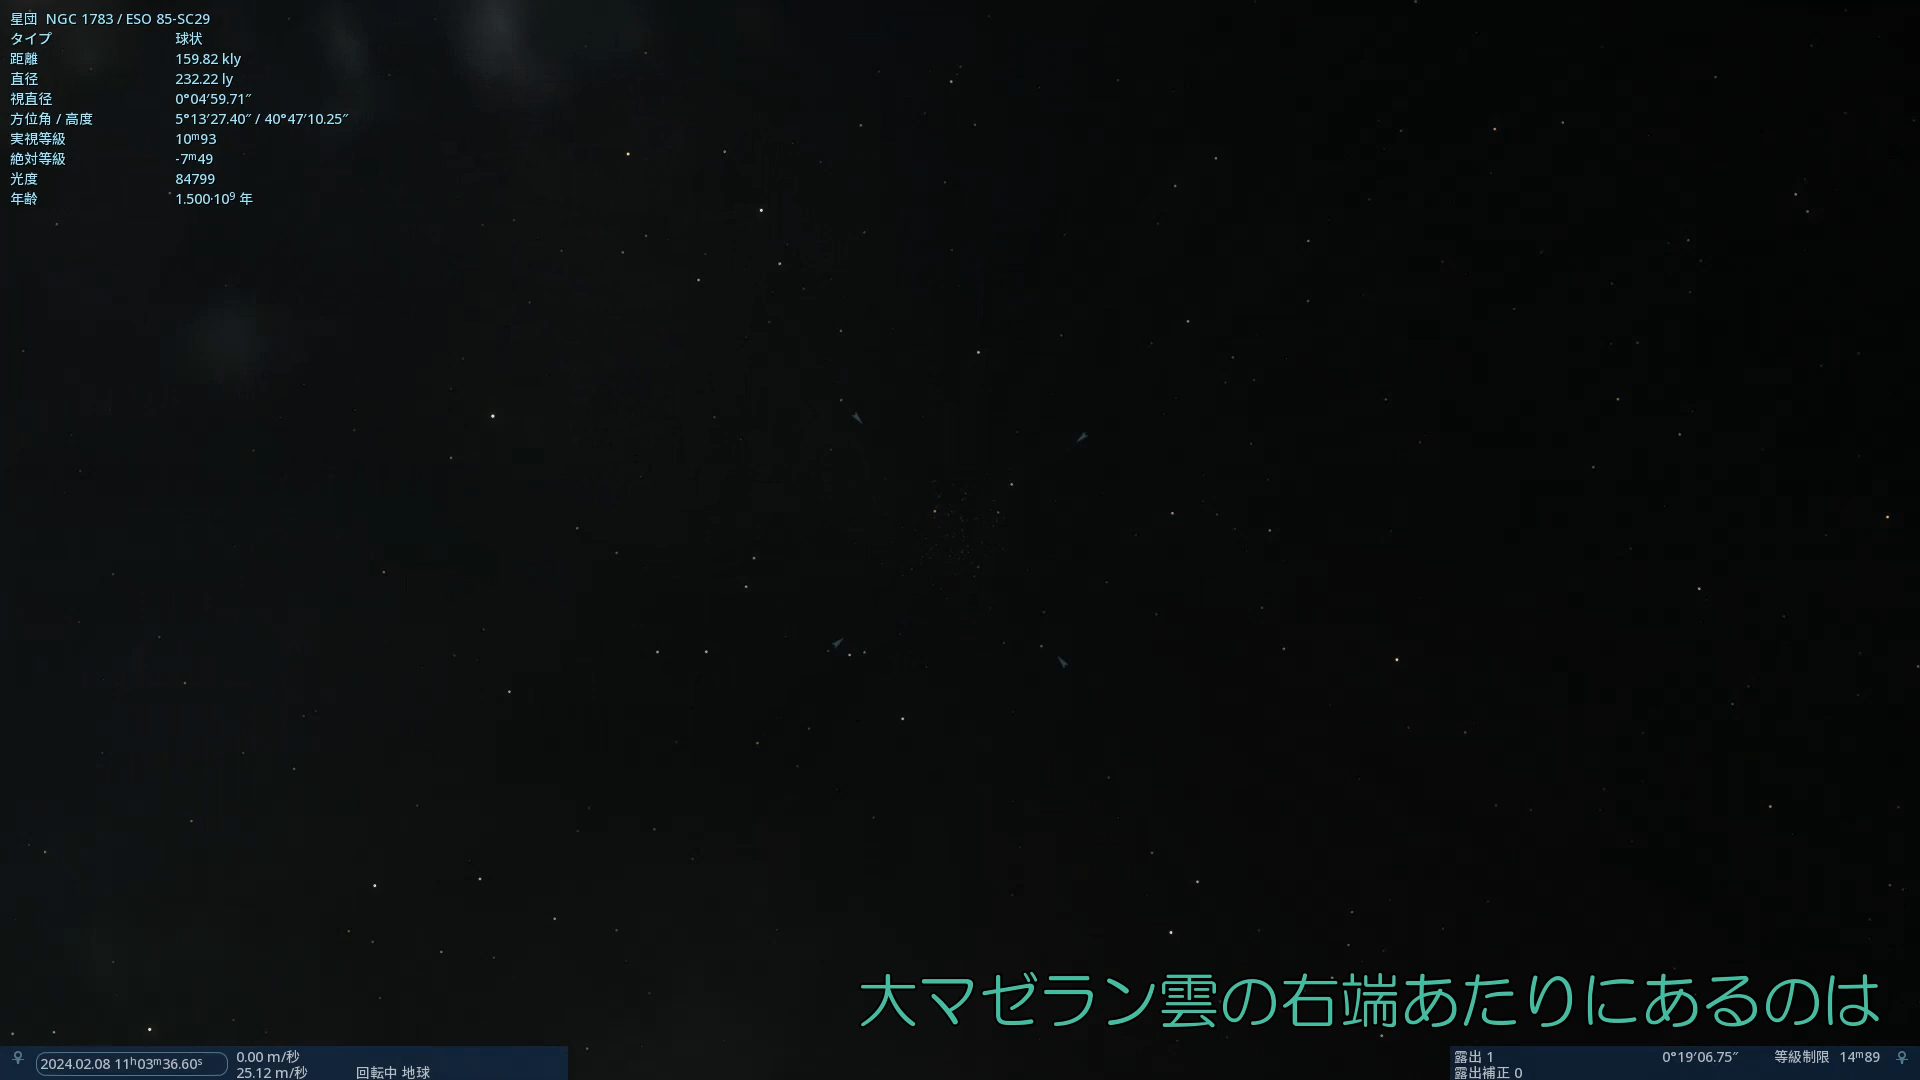 星団 NGC 1783 / ESO 85-SC29
タイプ 球状
距離 159.82 kly
直径 232.22 ly
視直径 0°04′59.71″
方位角 / 高度 5°13′27.40″ / 40°47′10.25″
実視等級 10ᵐ93
絶対等級 -7ᵐ49
光度 84799
年齢 1.500·10⁹ 年
大マゼラン雲の右端あたりにあるのは
2024.02.08 11ʰ03ᵐ36.60ˢ
0.00 m/秒
25.12 m/秒 回転中 地球
露出 1 0°19′06.75″ 等級制限 14ᵐ89
露出補正 0